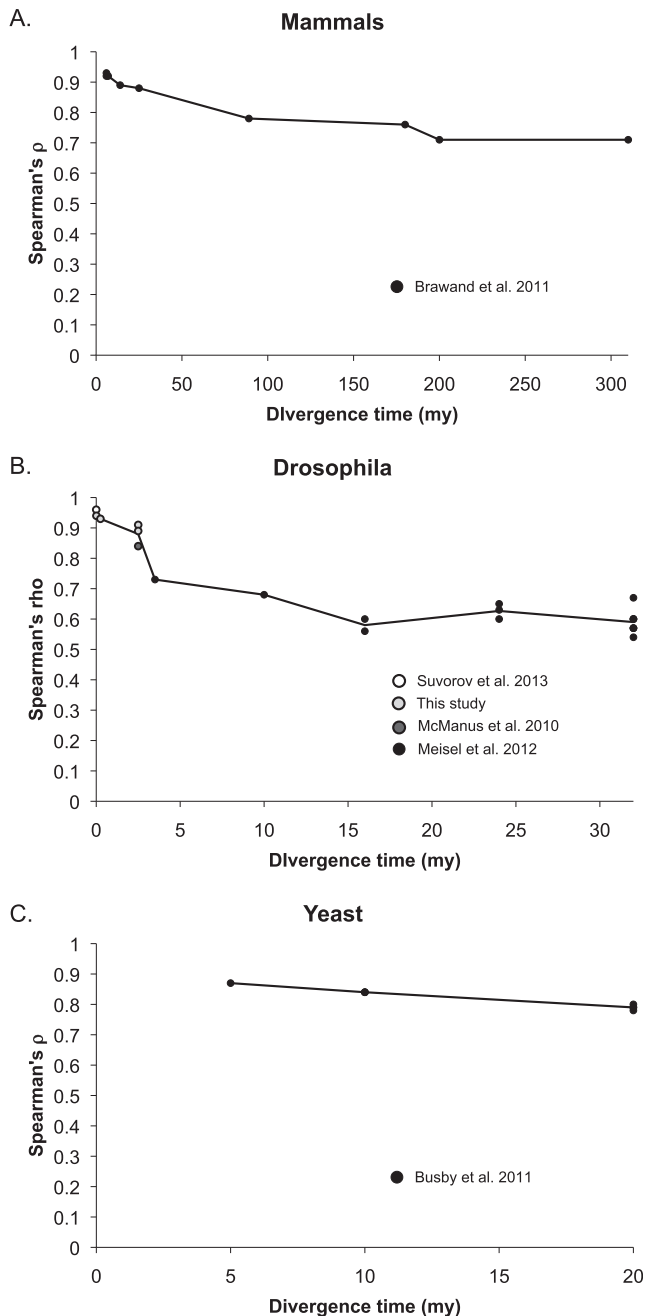 A.
Mammals
1
0.9
0.8
0.7
0.6
0.5
0.4
0.3
0.2
0.1
0
Spearman's ρ
Brawand et al. 2011
0 50 100 150 200 250 300
DIvergence time (my)
B.
Drosophila
1
0.9
0.8
0.7
0.6
0.5
0.4
0.3
0.2
0.1
0
Spearman's rho
Suvorov et al. 2013
This study
McManus et al. 2010
Meisel et al. 2012
0 5 10 15 20 25 30
DIvergence time (my)
C.
Yeast
1
0.9
0.8
0.7
0.6
0.5
0.4
0.3
0.2
0.1
0
Spearman's ρ
Busby et al. 2011
0 5 10 15 20
DIvergence time (my)